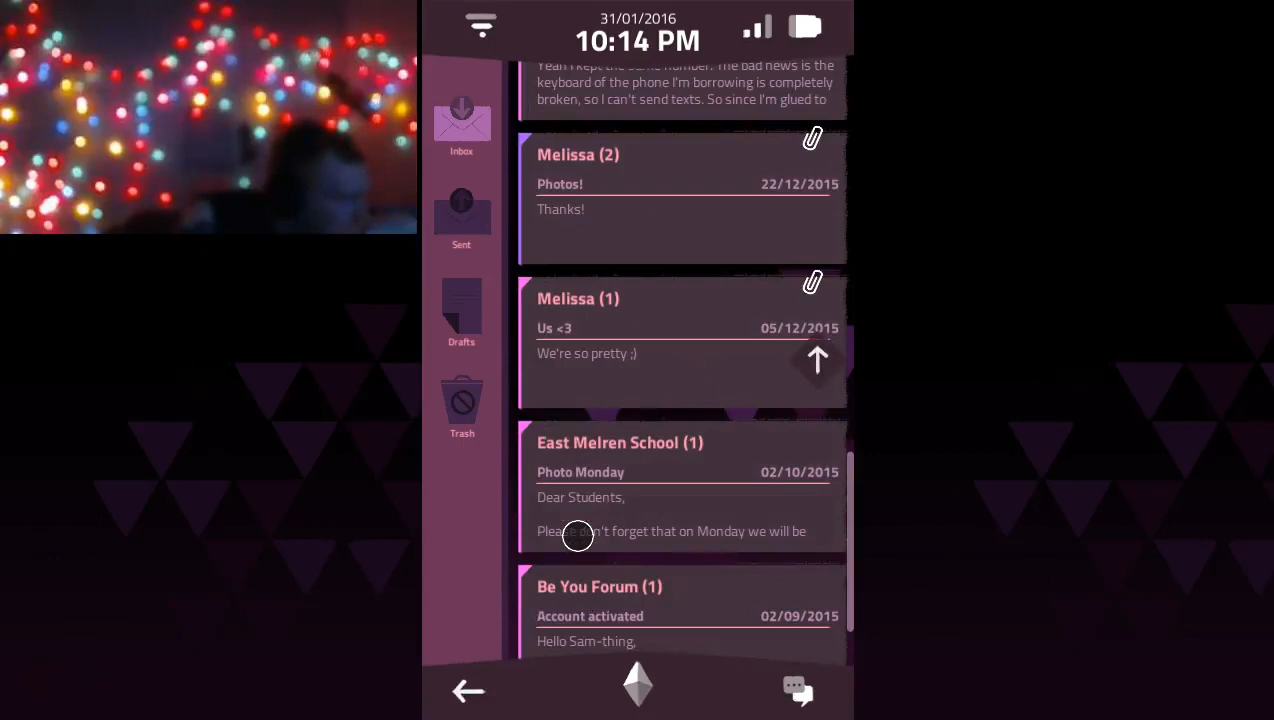 31/01/2016
10:14 PM
Yeah I kept the same number. The bad news is the
keyboard of the phone I'm borrowing is completely
broken, so I can't send texts. So since I'm glued to
Inbox
Sent
Drafts
Trash
Melissa (2)
Photos! 22/12/2015
Thanks!
Melissa (1)
Us <3 05/12/2015
We're so pretty ;)
East Melren School (1)
Photo Monday 02/10/2015
Dear Students,
Please don't forget that on Monday we will be
Be You Forum (1)
Account activated 02/09/2015
Hello Sam-thing,